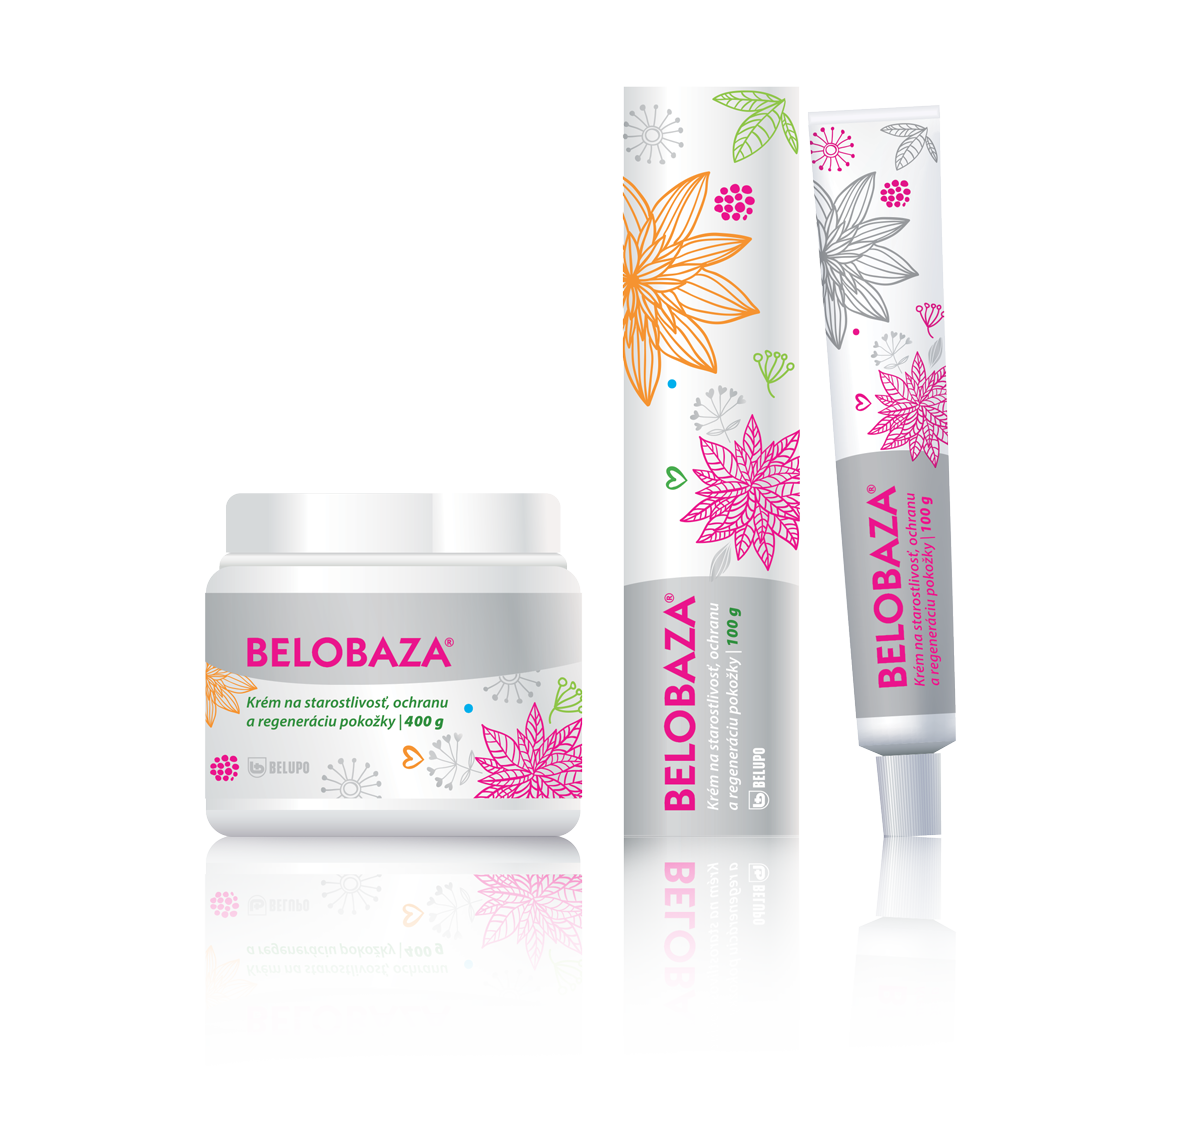 BELOBAZA®
Krém na starostlivosť, ochranu
a regeneráciu pokožky | 400 g
BELUPO
BELOBAZA®
Krém na starostlivosť, ochranu
a regeneráciu pokožky | 100 g
BELUPO
BELOBAZA®
Krém na starostlivosť, ochranu
a regeneráciu pokožky | 100 g